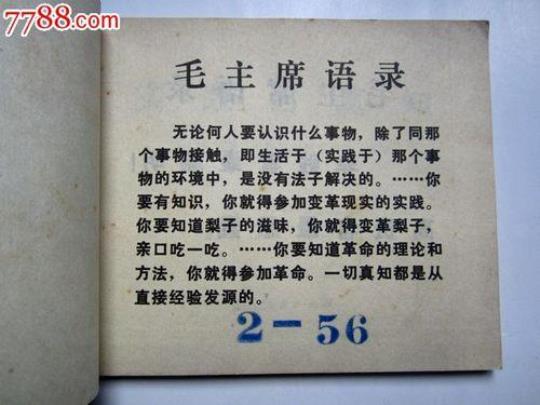 7788.com
毛主席语录
无论何人要认识什么事物，除了同那
个事物接触，即生活于（实践于）那个事
物的环境中，是没有法子解决的。……你
要有知识，你就得参加变革现实的实践。
你要知道梨子的滋味，你就得变革梨子，
亲口吃一吃。……你要知道革命的理论和
方法，你就得参加革命。一切真知都是从
直接经验发源的。
2－56